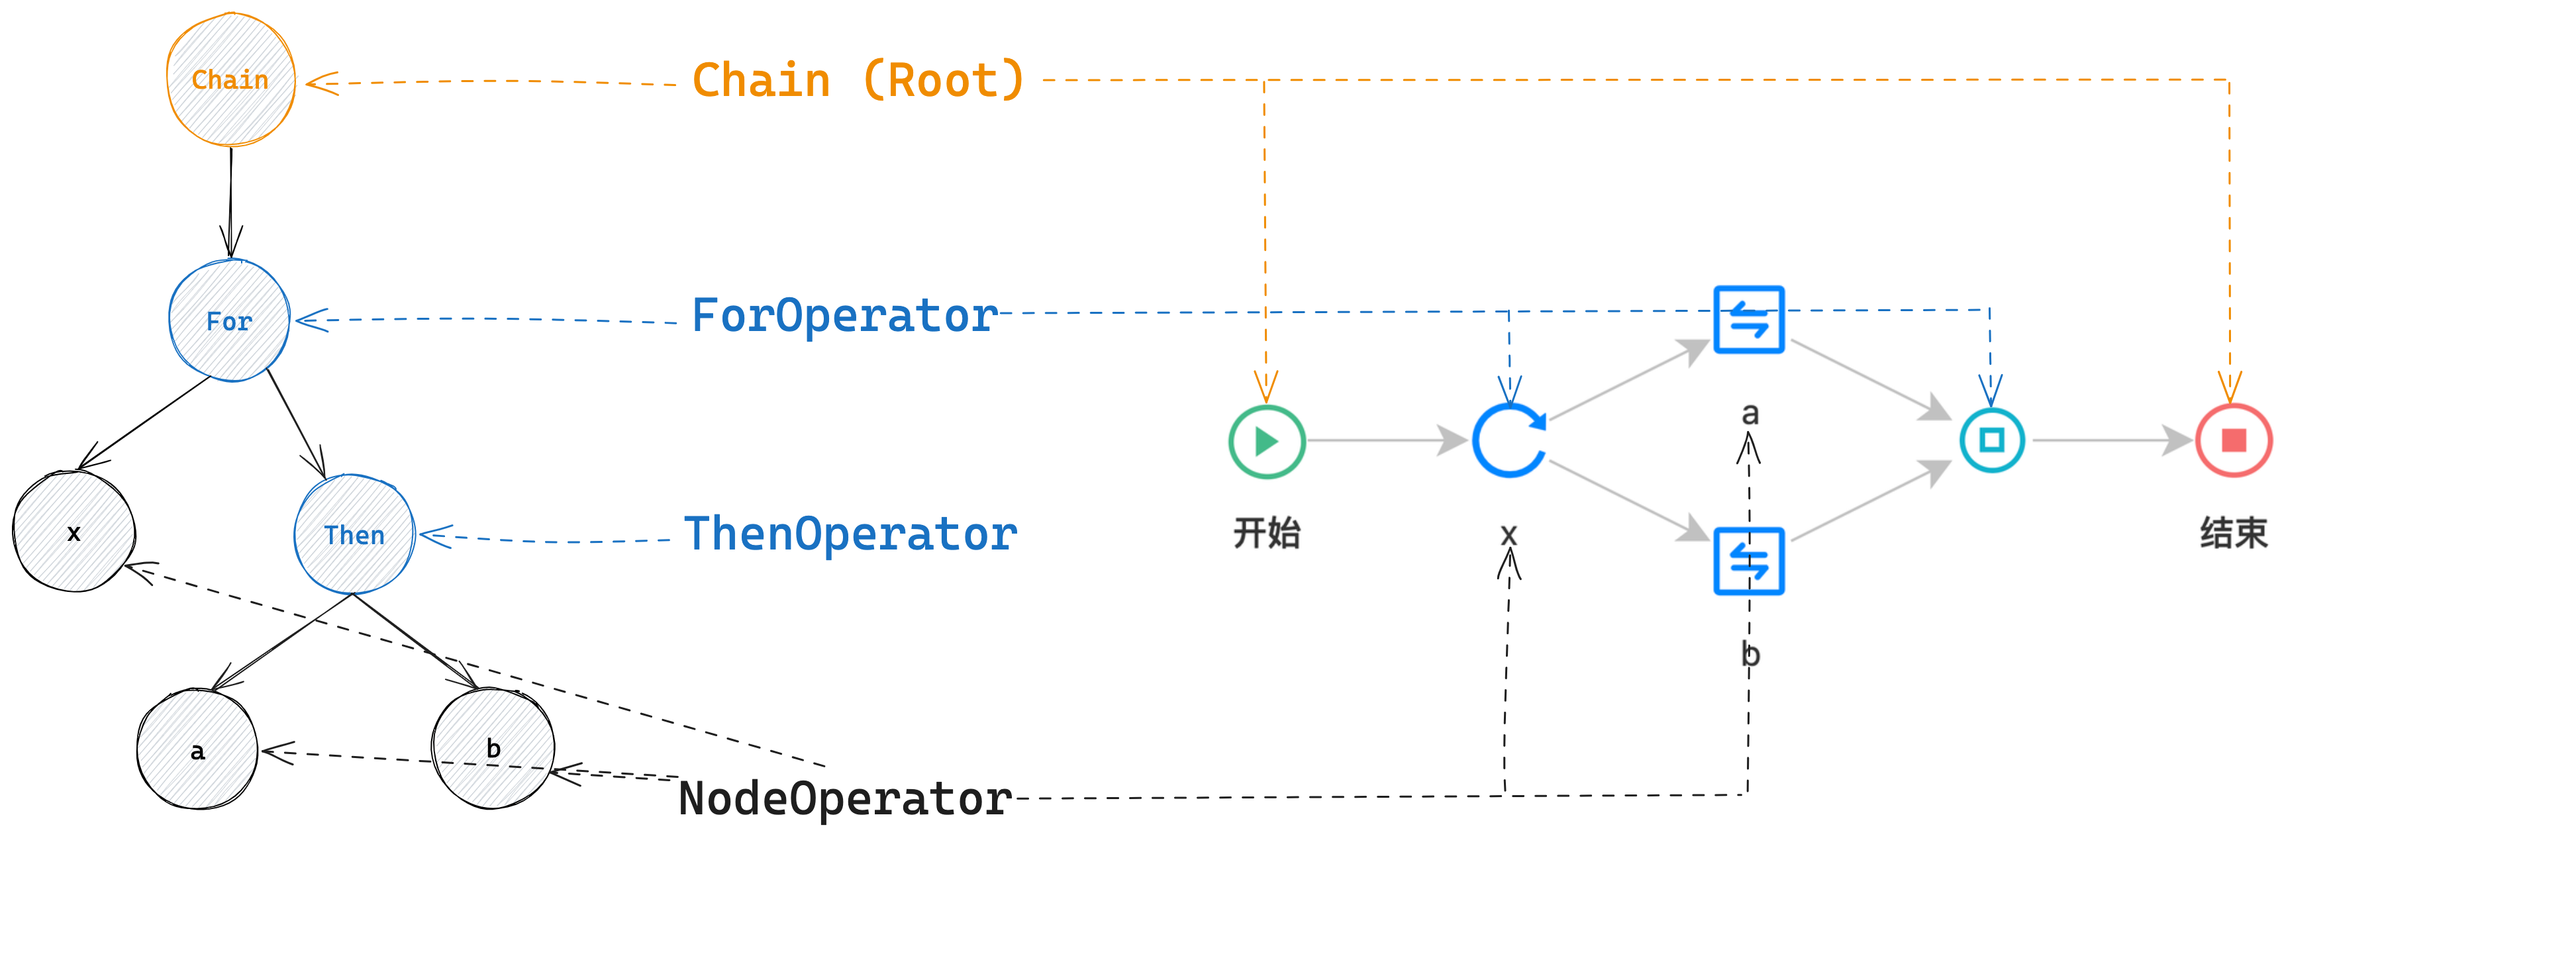 Chain
Chain (Root)
For
ForOperator
a
x
Then
ThenOperator
开始
x
结束
b
a
b
NodeOperator